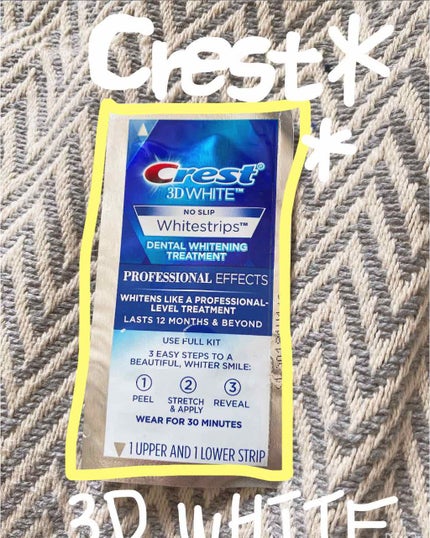 Crest*
*
Crest®
3D WHITE™
NO SLIP
Whitestrips™
DENTAL WHITENING
TREATMENT
PROFESSIONAL EFFECTS
WHITENS LIKE A PROFESSIONAL-
LEVEL TREATMENT
LASTS 12 MONTHS & BEYOND
USE FULL KIT
3 EASY STEPS TO A
BEAUTIFUL, WHITER SMILE:
1 2 3
PEEL STRETCH & APPLY REVEAL
WEAR FOR 30 MINUTES
1 UPPER AND 1 LOWER STRIP
3D WHITE